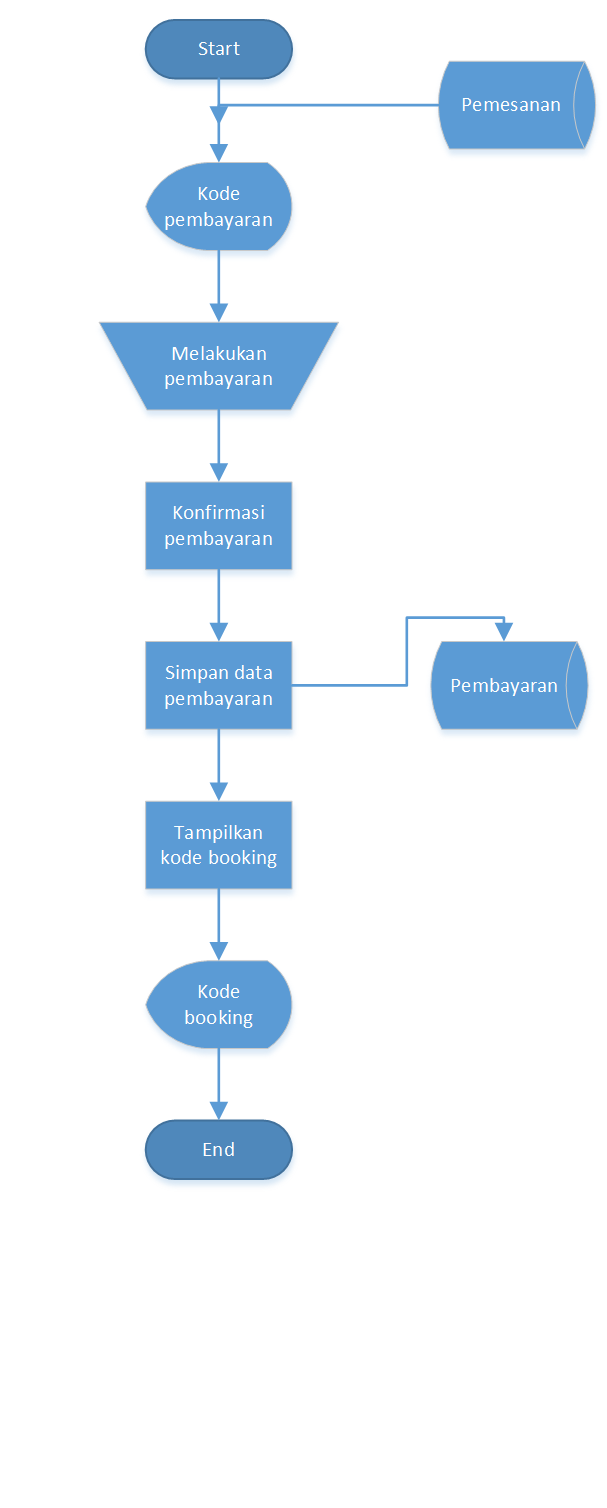 Start
Pemesanan
Kode
pembayaran
Melakukan
pembayaran
Konfirmasi
pembayaran
Simpan data
pembayaran
Pembayaran
Tampilkan
kode booking
Kode
booking
End